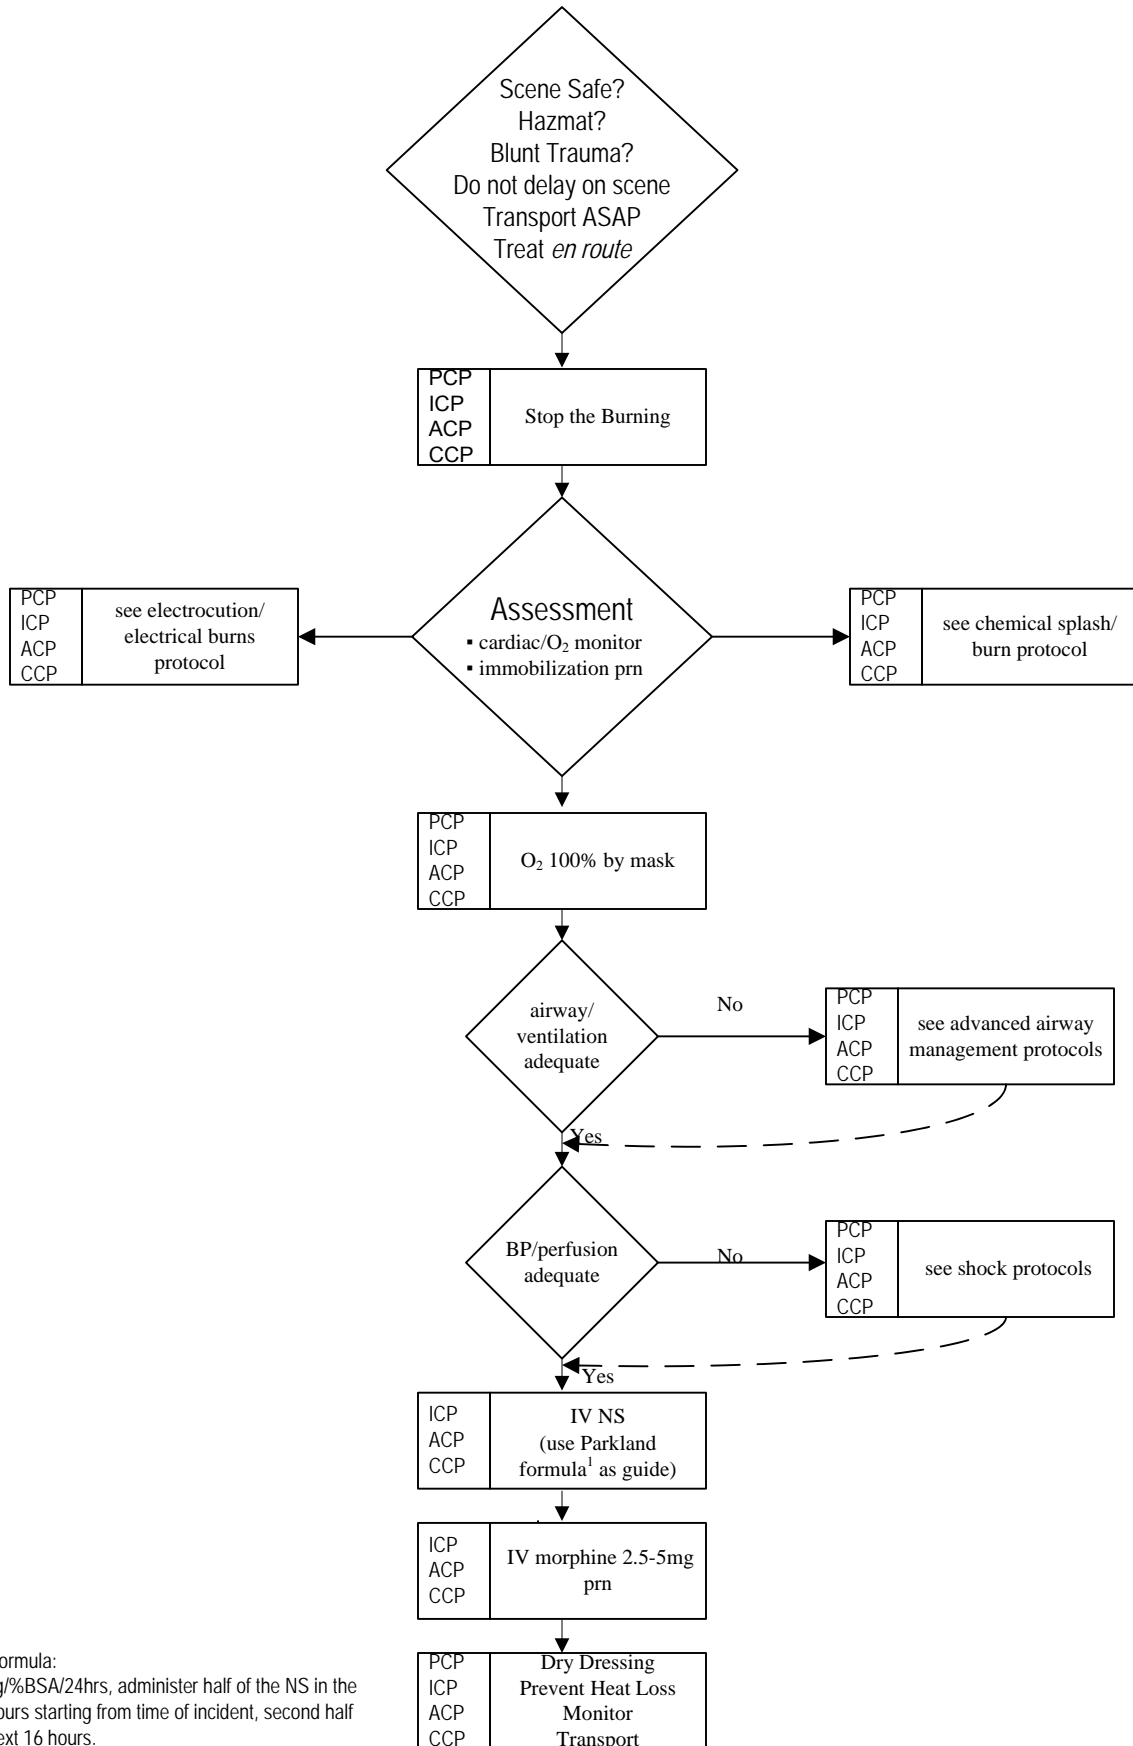 Scene Safe?
Hazmat?
Blunt Trauma?
Do not delay on scene
Transport ASAP
Treat en route
PCP
ICP
ACP
CCP
Stop the Burning
PCP
ICP
ACP
CCP
see electrocution/
electrical burns
protocol
Assessment
▪ cardiac/O₂ monitor
▪ immobilization prn
PCP
ICP
ACP
CCP
see chemical splash/
burn protocol
PCP
ICP
ACP
CCP
O₂ 100% by mask
airway/
ventilation
adequate
No
PCP
ICP
ACP
CCP
see advanced airway
management protocols
Yes
BP/perfusion
adequate
No
PCP
ICP
ACP
CCP
see shock protocols
Yes
ICP
ACP
CCP
IV NS
(use Parkland
formula¹ as guide)
ICP
ACP
CCP
IV morphine 2.5-5mg
prn
PCP
ICP
ACP
CCP
Dry Dressing
Prevent Heat Loss
Monitor
Transport
ormula:
g/%BSA/24hrs, administer half of the NS in the
ours starting from time of incident, second half
ext 16 hours.